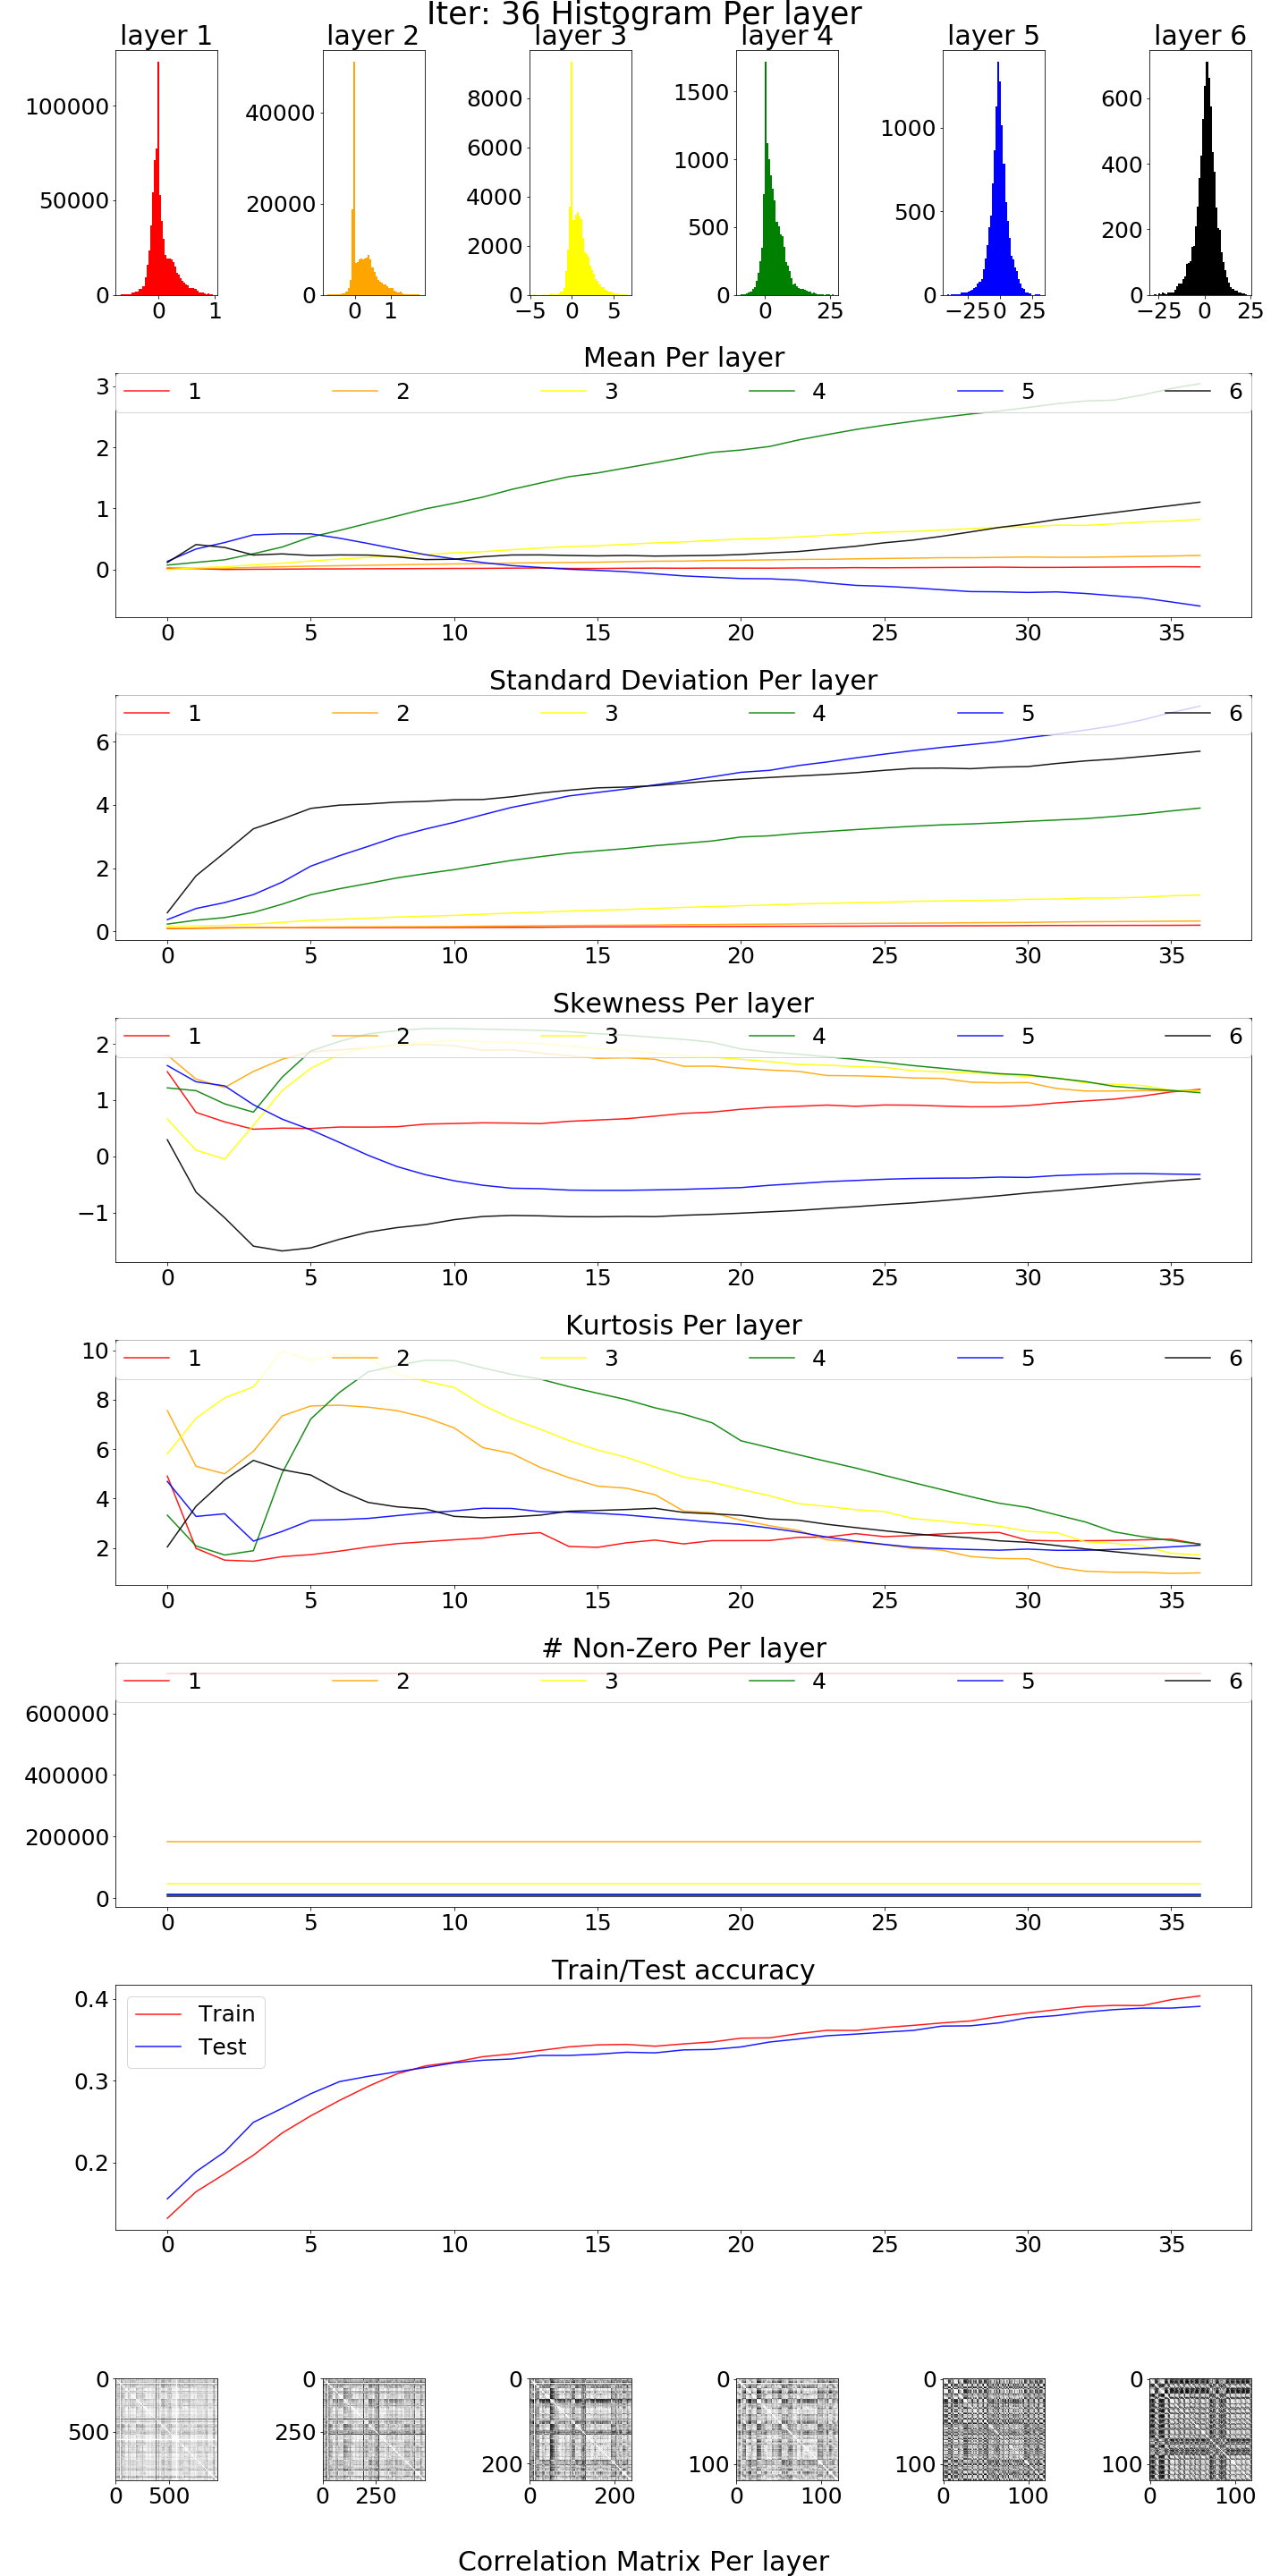 Iter: 36 Histogram Per layer
layer 1 layer 2 layer 3 layer 4 layer 5 layer 6
100000 50000 0
40000 20000 0
8000 6000 4000 2000 0
1500 1000 500 0
1000 500 0
600 400 200 0
0 1 0 1 −5 0 5 0 25 −25 0 25 −25 0 25
Mean Per layer
1 2 3 4 5 6
3
2
1
0
0 5 10 15 20 25 30 35
Standard Deviation Per layer
1 2 3 4 5 6
6
4
2
0
0 5 10 15 20 25 30 35
Skewness Per layer
1 2 3 4 5 6
2
1
0
−1
0 5 10 15 20 25 30 35
Kurtosis Per layer
1 2 3 4 5 6
10
8
6
4
2
0 5 10 15 20 25 30 35
# Non-Zero Per layer
1 2 3 4 5 6
600000
400000
200000
0
0 5 10 15 20 25 30 35
Train/Test accuracy
Train
Test
0.4
0.3
0.2
0 5 10 15 20 25 30 35
0 0 0 0 0 0
500 250 200 100 100 100
0 500 0 250 0 200 0 100 0 100 0 100
Correlation Matrix Per layer